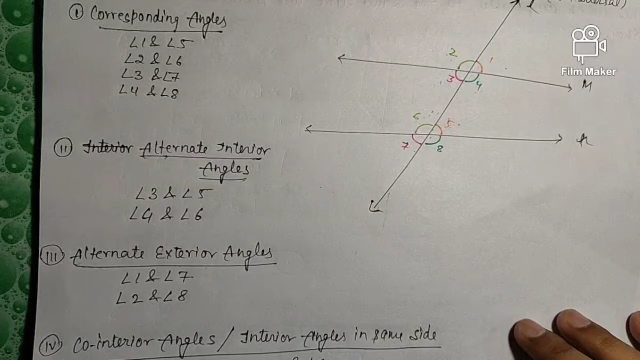 (i) Corresponding Angles
∠1 & ∠5
∠2 & ∠6
∠3 & ∠7
∠4 & ∠8
(ii) Interior Alternate Interior
Angles
∠3 & ∠5
∠4 & ∠6
(iii) Alternate Exterior Angles
∠1 & ∠7
∠2 & ∠8
(iv) Co-interior Angles / Interior Angles in same side
2
1
3
4
M
6
5
7
8
Film Maker